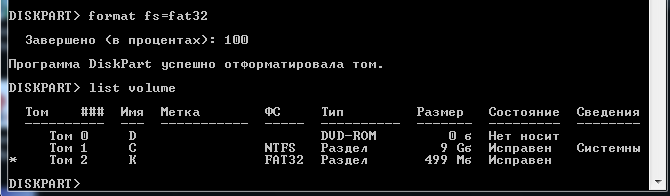 DISKPART> format fs=fat32
Завершено (в процентах): 100
Программа DiskPart успешно отформатировала том.
DISKPART> list volume
Том ### Имя Метка ФС Тип Размер Состояние Сведения
---------- --- ----------- ----- ---------- ------- --------- --------
Том 0 D DVD-ROM 0 б Нет носит
Том 1 C NTFS Раздел 9 Gб Исправен Системны
* Том 2 K FAT32 Раздел 499 Mб Исправен
DISKPART>